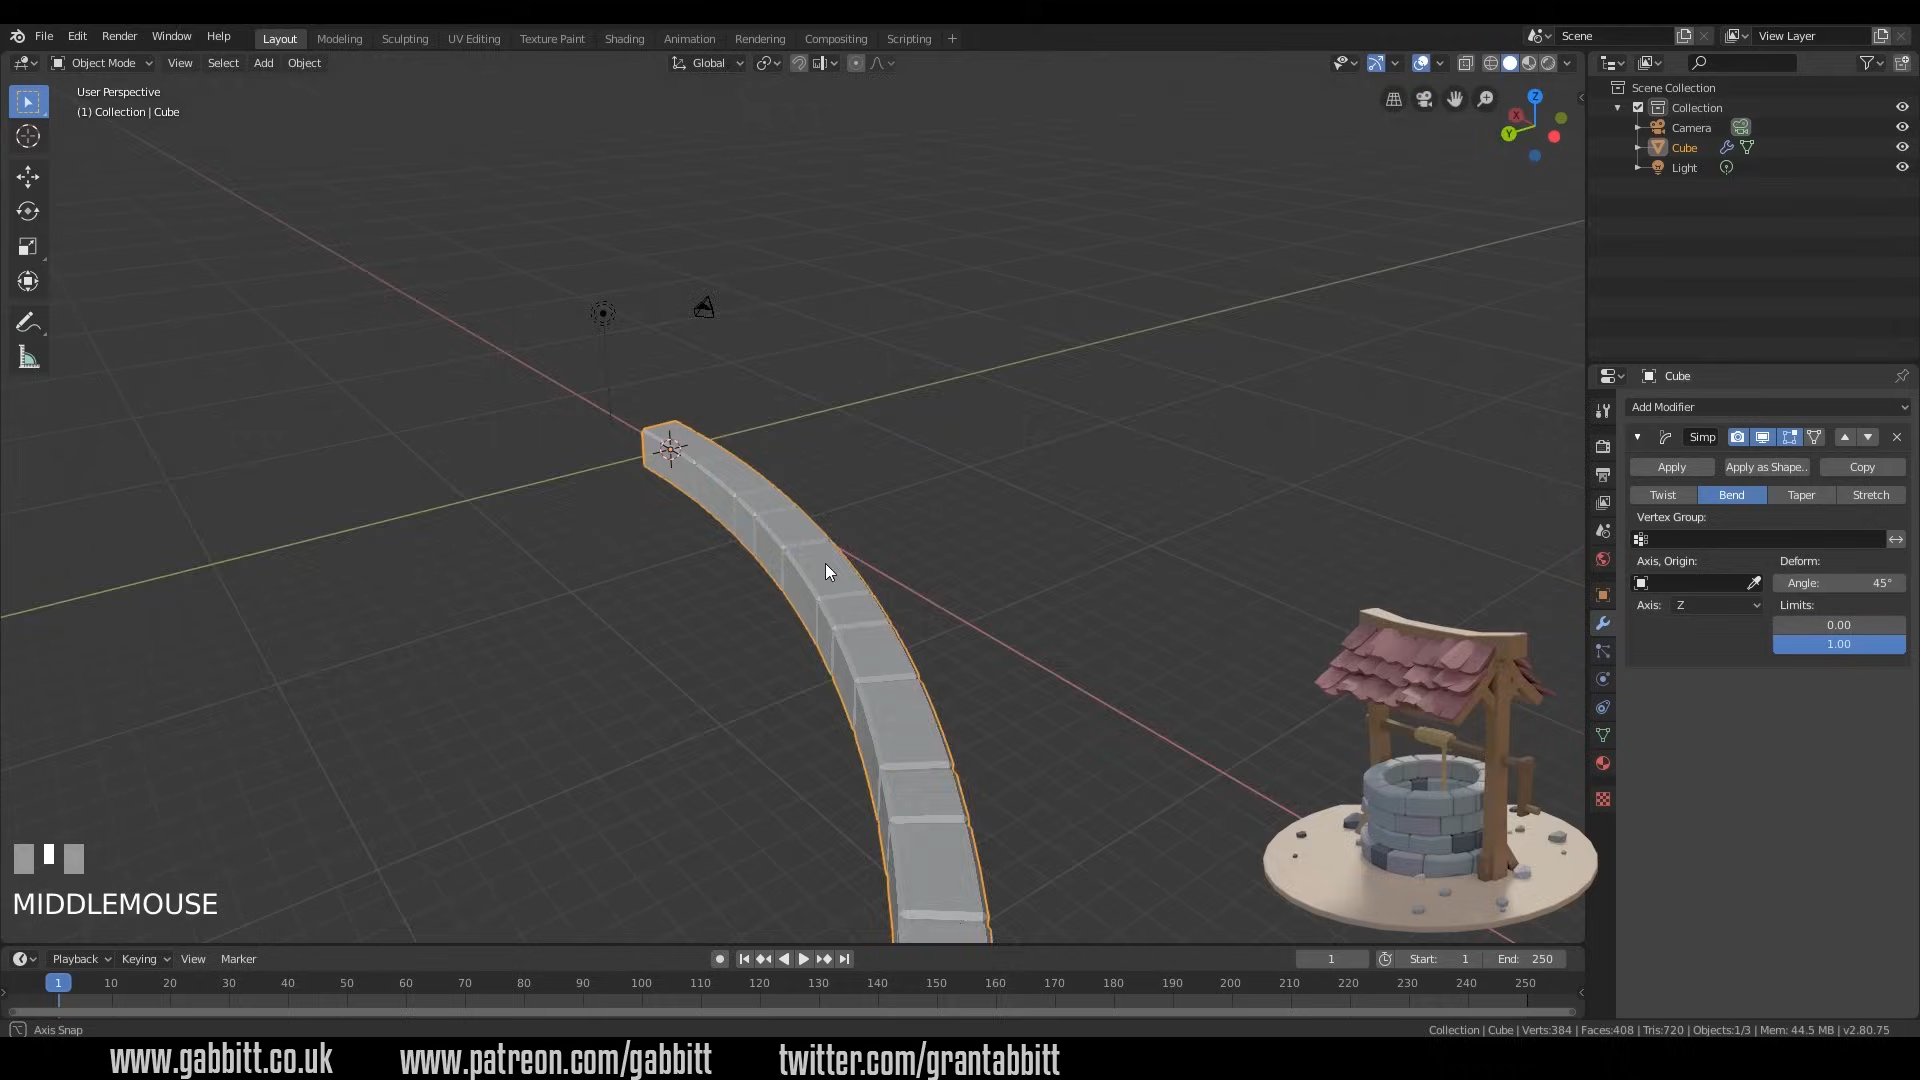 File Edit Render Window Help Layout Modeling Sculpting UV Editing Texture Paint Shading Animation Rendering Compositing Scripting + Scene View Layer
Object Mode View Select Add Object Global
User Perspective
(1) Collection | Cube
Z
X
Y
Scene Collection
Collection
Camera
Cube
Light
Cube
Add Modifier
Simp
Apply Apply as Shape.. Copy
Twist Bend Taper Stretch
Vertex Group:
Axis, Origin: Deform:
Angle: 45°
Axis: Z Limits:
0.00
1.00
MIDDLEMOUSE
Playback Keying View Marker 1 Start: 1 End: 250
1 10 20 30 40 50 60 70 80 90 100 110 120 130 140 150 160 170 180 190 200 210 220 230 240 250
Axis Snap Collection | Cube | Verts:384 | Faces:408 | Tris:720 | Objects:1/3 | Mem: 44.5 MB | v2.80.75
www.gabbitt.co.uk www.patreon.com/gabbitt twitter.com/grantabbitt